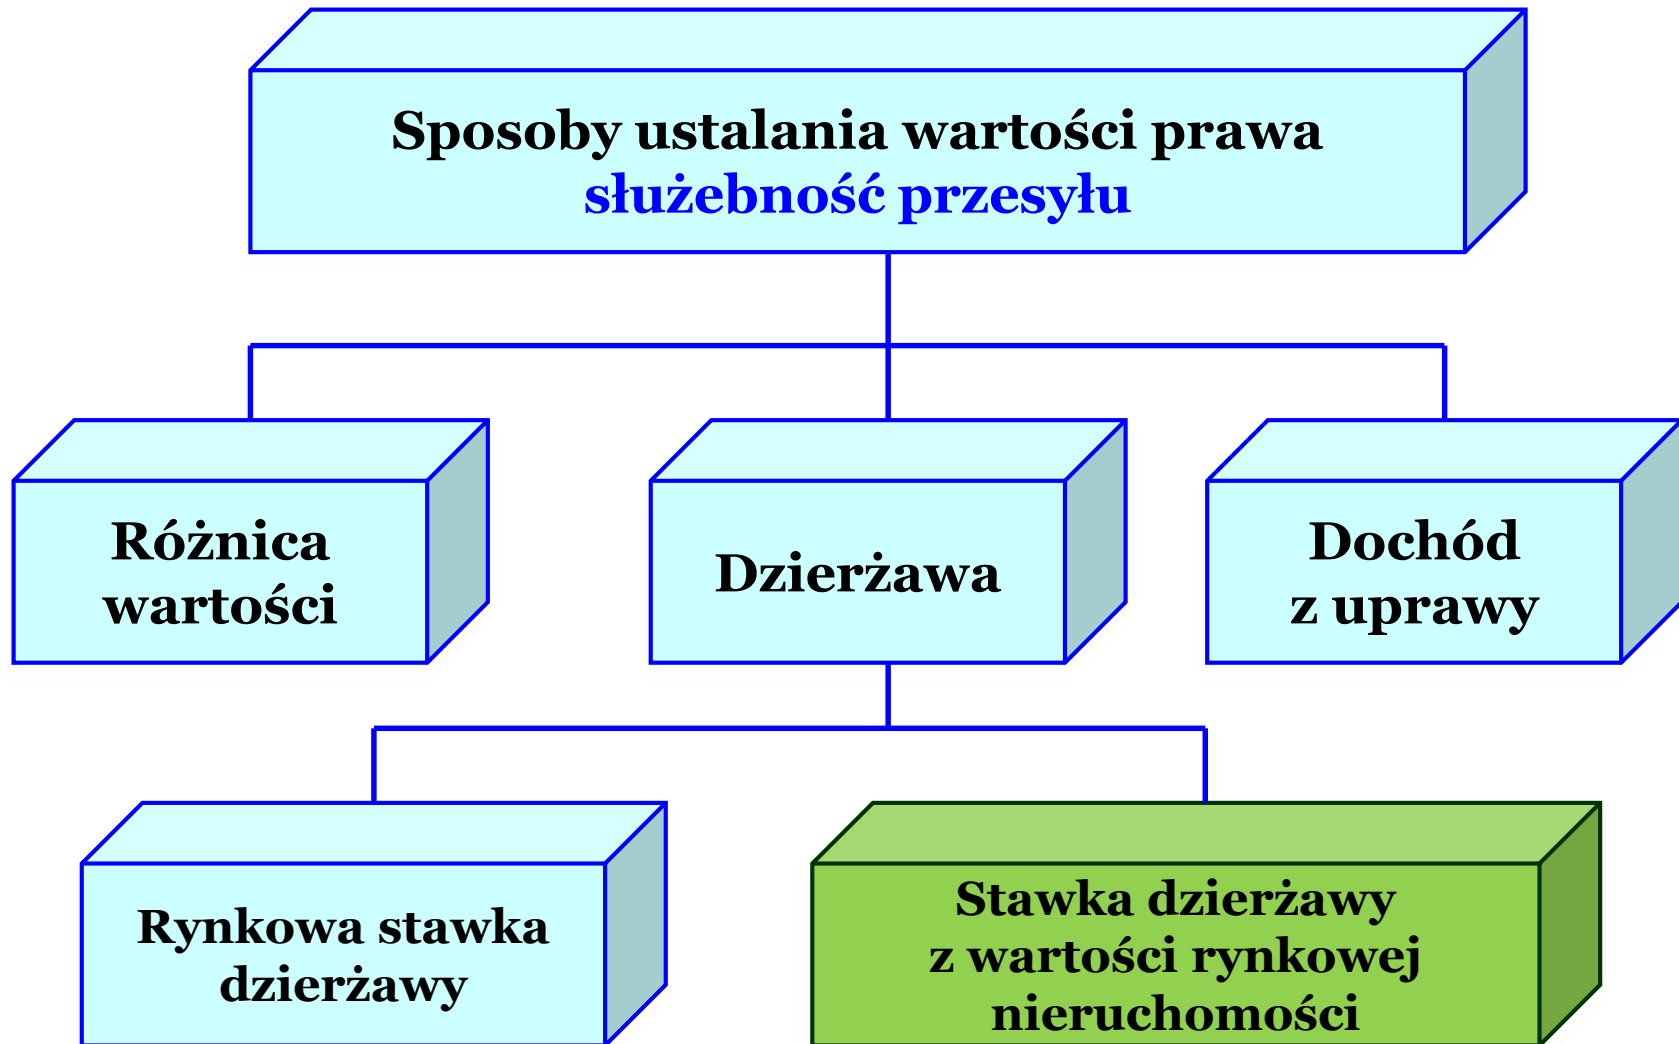 Sposoby ustalania wartości prawa
służebność przesyłu
Różnica
wartości
Dzierżawa
Dochód
z uprawy
Rynkowa stawka
dzierżawy
Stawka dzierżawy
z wartości rynkowej
nieruchomości